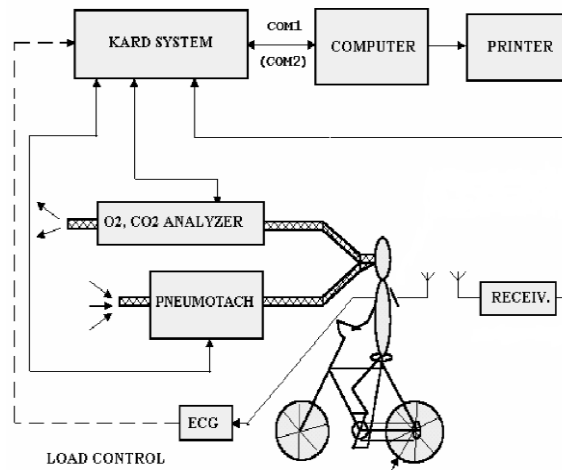 KARD SYSTEM
COM1
(COM2)
COMPUTER
PRINTER
O2, CO2 ANALYZER
PNEUMOTACH
RECEIV.
ECG
LOAD CONTROL